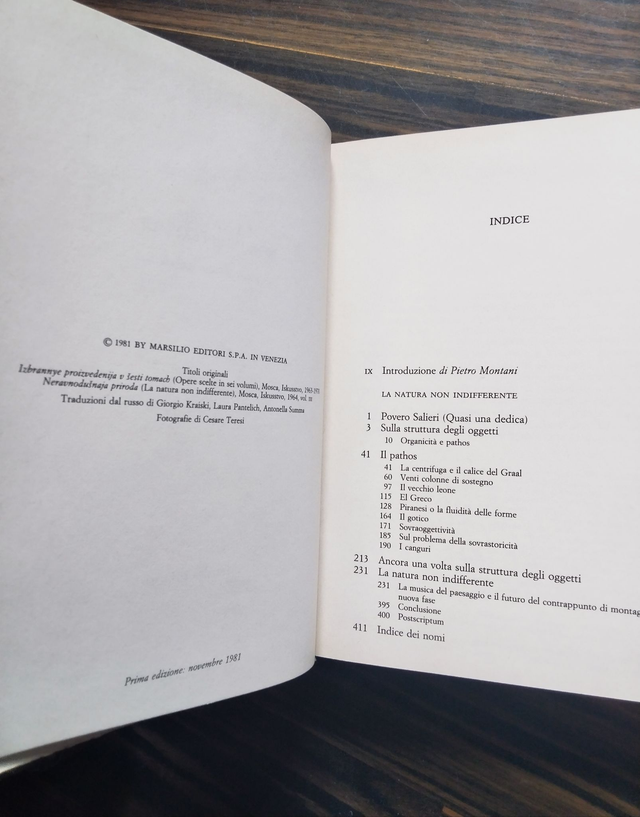 © 1981 BY MARSILIO EDITORI S.P.A. IN VENEZIA
Titoli originali
Izbrannye proizvedenija v šesti tomach (Opere scelte in sei volumi), Mosca, Iskusstvo, 1963-1971
Neravnodušnaja priroda (La natura non indifferente), Mosca, Iskusstvo, 1964, vol. III
Traduzioni dal russo di Giorgio Kraiski, Laura Pantelich, Antonella Summa
Fotografie di Cesare Teresi
Prima edizione: novembre 1981
INDICE
IX Introduzione di Pietro Montani
LA NATURA NON INDIFFERENTE
1 Povero Salieri (Quasi una dedica)
3 Sulla struttura degli oggetti
10 Organicità e pathos
41 Il pathos
41 La centrifuga e il calice del Graal
60 Venti colonne di sostegno
97 Il vecchio leone
115 El Greco
128 Piranesi o la fluidità delle forme
164 Il gotico
171 Sovraoggettività
185 Sul problema della sovrastoricità
190 I canguri
213 Ancora una volta sulla struttura degli oggetti
231 La natura non indifferente
231 La musica del paesaggio e il futuro del contrappunto di montag
nuova fase
395 Conclusione
400 Postscriptum
411 Indice dei nomi